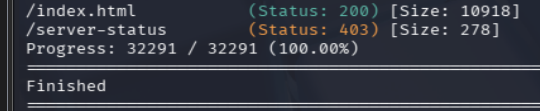 /index.html (Status: 200) [Size: 10918]
/server-status (Status: 403) [Size: 278]
Progress: 32291 / 32291 (100.00%)
Finished